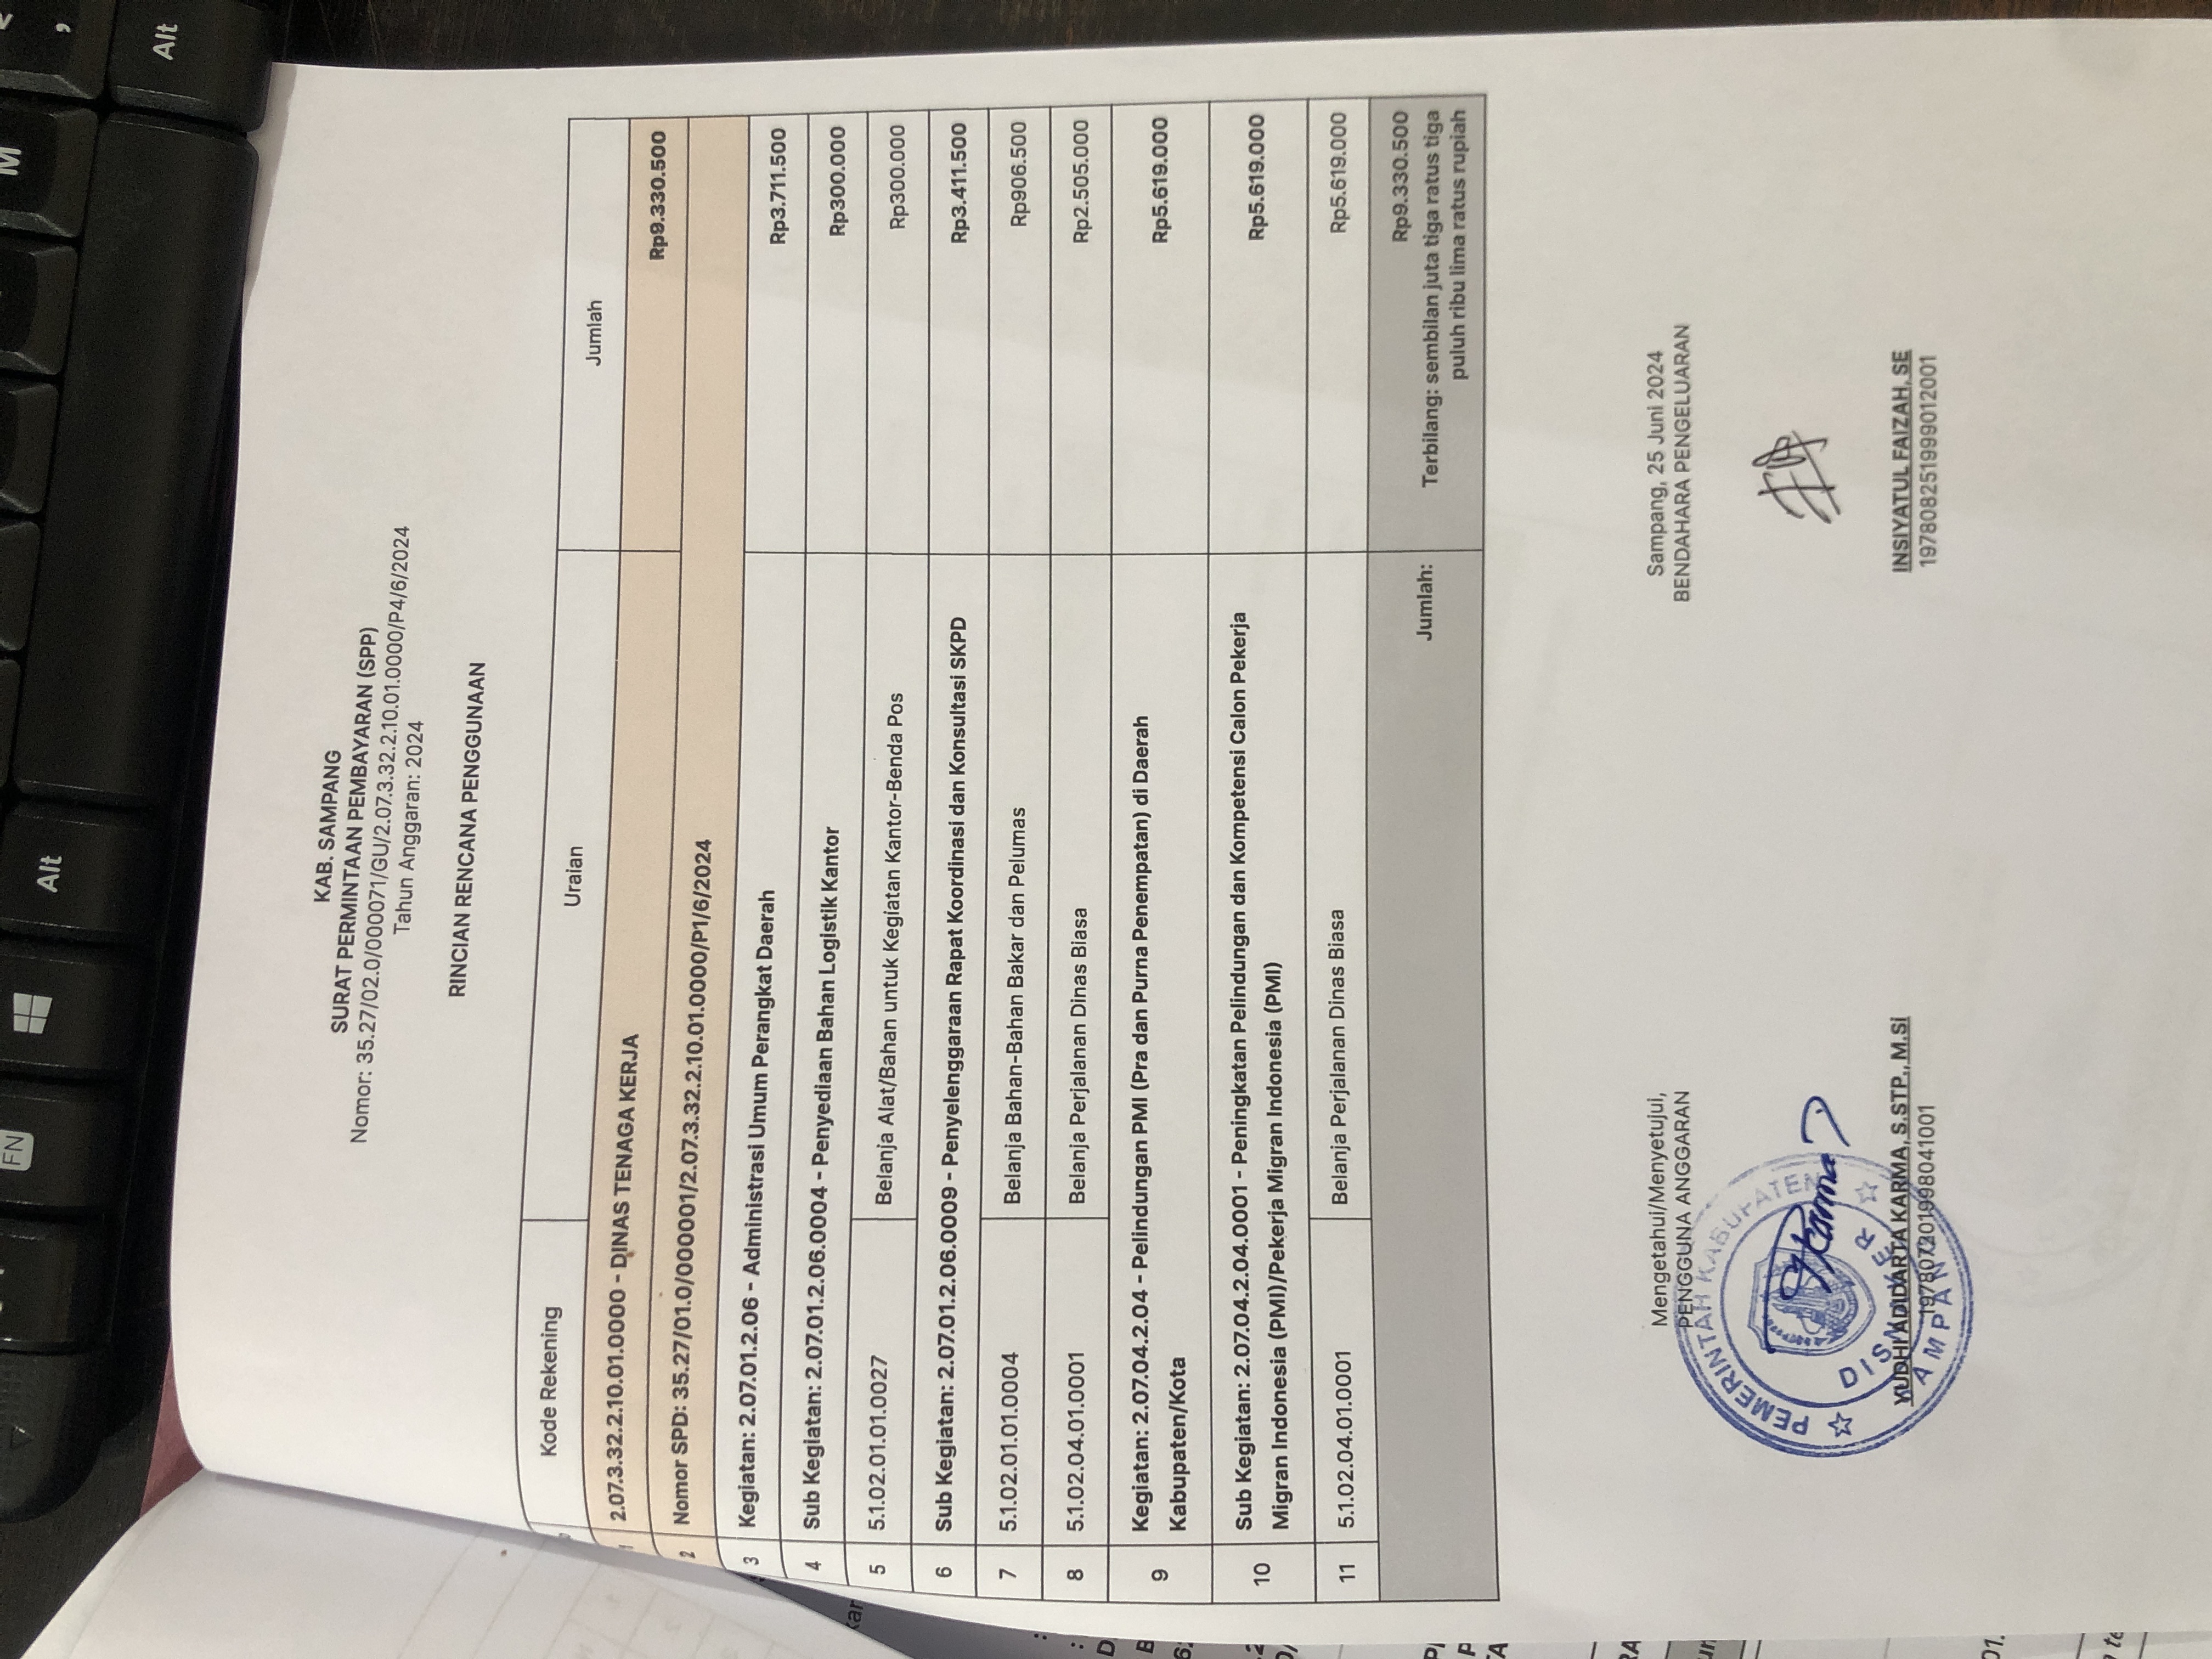 FN
Alt
M
Alt
KAB. SAMPANG
SURAT PERMINTAAN PEMBAYARAN (SPP)
Nomor: 35.27/02.0/000071/GU/2.07.3.32.2.10.01.0000/P4/6/2024
Tahun Anggaran: 2024
RINCIAN RENCANA PENGGUNAAN
Kode Rekening Uraian Jumlah
1 2.07.3.32.2.10.01.0000 - DINAS TENAGA KERJA Rp9.330.500
2 Nomor SPD: 35.27/01.0/000001/2.07.3.32.2.10.01.0000/P1/6/2024
3 Kegiatan: 2.07.01.2.06 - Administrasi Umum Perangkat Daerah Rp3.711.500
4 Sub Kegiatan: 2.07.01.2.06.0004 - Penyediaan Bahan Logistik Kantor Rp300.000
5 5.1.02.01.01.0027 Belanja Alat/Bahan untuk Kegiatan Kantor-Benda Pos Rp300.000
6 Sub Kegiatan: 2.07.01.2.06.0009 - Penyelenggaraan Rapat Koordinasi dan Konsultasi SKPD Rp3.411.500
7 5.1.02.01.01.0004 Belanja Bahan-Bahan Bakar dan Pelumas Rp906.500
8 5.1.02.04.01.0001 Belanja Perjalanan Dinas Biasa Rp2.505.000
9 Kegiatan: 2.07.04.2.04 - Pelindungan PMI (Pra dan Purna Penempatan) di Daerah
Kabupaten/Kota Rp5.619.000
10 Sub Kegiatan: 2.07.04.2.04.0001 - Peningkatan Pelindungan dan Kompetensi Calon Pekerja
Migran Indonesia (PMI)/Pekerja Migran Indonesia (PMI) Rp5.619.000
11 5.1.02.04.01.0001 Belanja Perjalanan Dinas Biasa Rp5.619.000
Jumlah: Rp9.330.500
Terbilang: sembilan juta tiga ratus tiga
puluh ribu lima ratus rupiah
Mengetahui/Menyetujui,
PENGGUNA ANGGARAN
PEMERINTAH KABUPATEN
DISNAKER
SAMPANG
YUDHI ADIDARTA KARMA, S.STP., M.Si
197807201998041001
Sampang, 25 Juni 2024
BENDAHARA PENGELUARAN
INSIYATUL FAIZAH, SE
197808251999012001